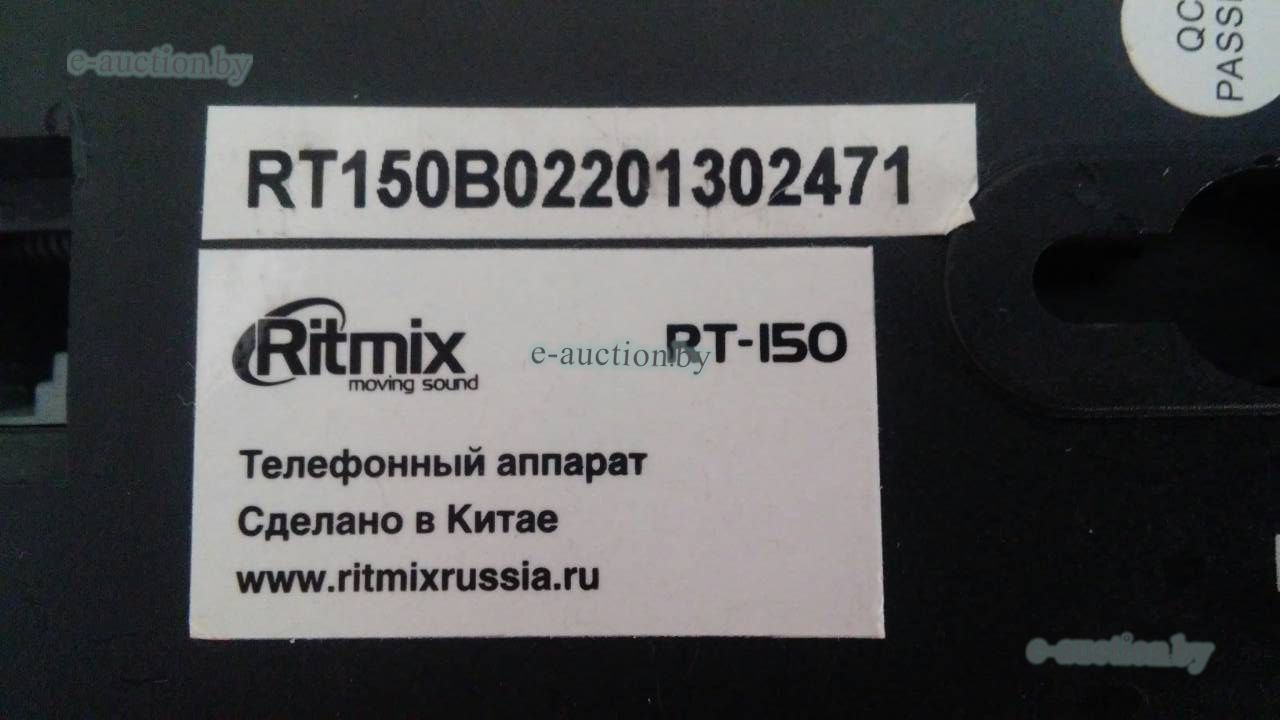 e-auction.by
QC
RT150B02201302471
Ritmix
moving sound
RT-150
e-auction.by
Телефонный аппарат
Сделано в Китае
www.ritmixrussia.ru
e-auction.by